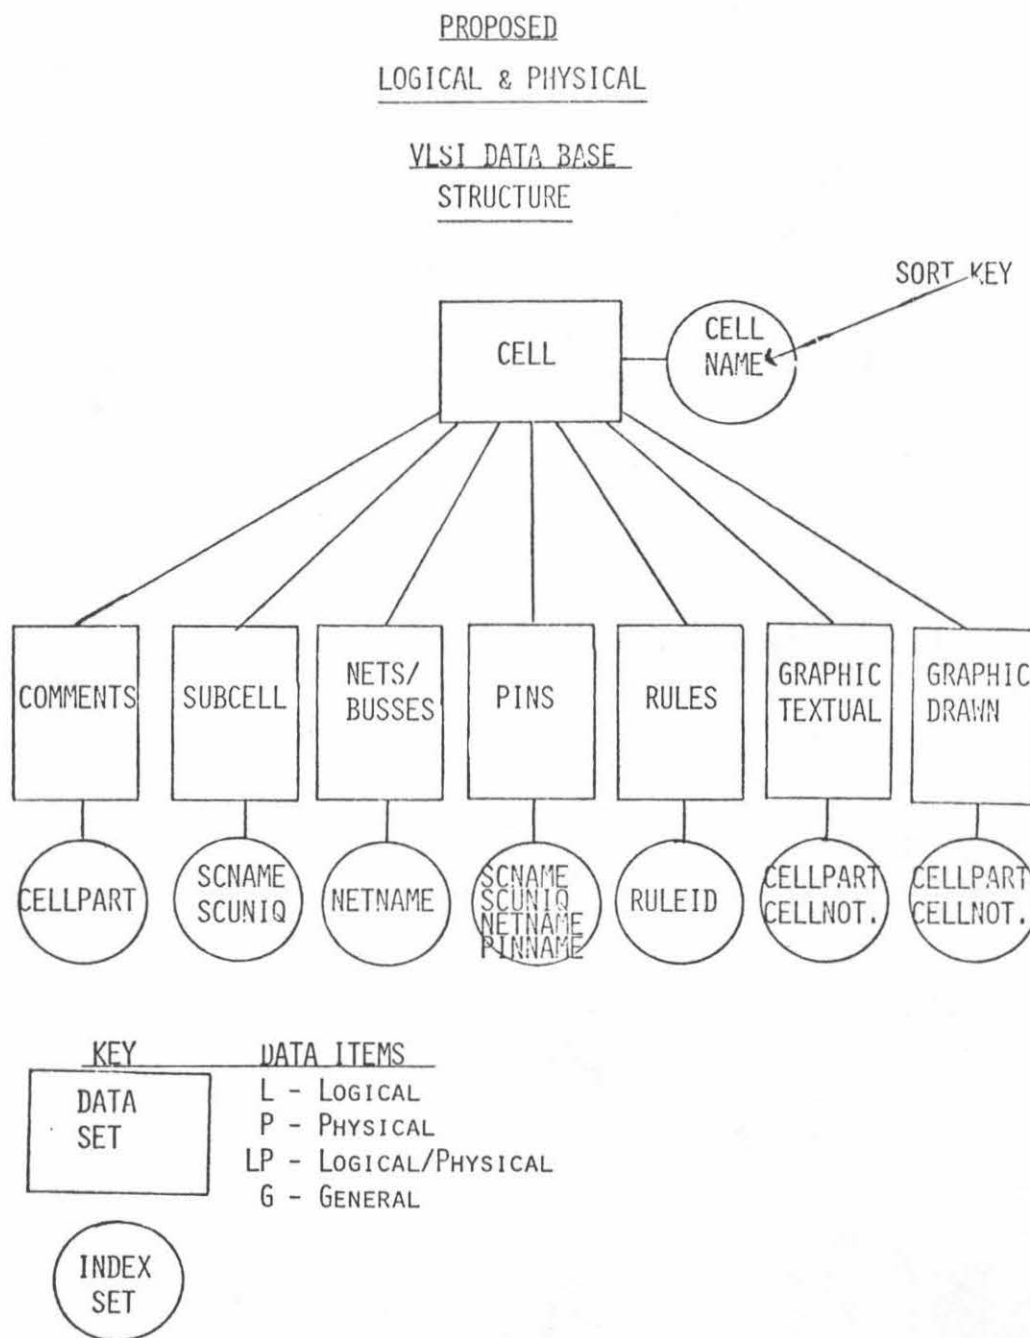 PROPOSED
LOGICAL & PHYSICAL
VLSI DATA BASE
STRUCTURE
SORT KEY
CELL
CELL
NAME
COMMENTS
SUBCELL
NETS/
BUSSES
PINS
RULES
GRAPHIC
TEXTUAL
GRAPHIC
DRAWN
CELLPART
SCNAME
SCUNIQ
NETNAME
SCNAME
SCUNIQ
NETNAME
PINNAME
RULEID
CELLPART
CELLNOT.
CELLPART
CELLNOT.
KEY DATA ITEMS
DATA
SET
L - LOGICAL
P - PHYSICAL
LP - LOGICAL/PHYSICAL
G - GENERAL
INDEX
SET